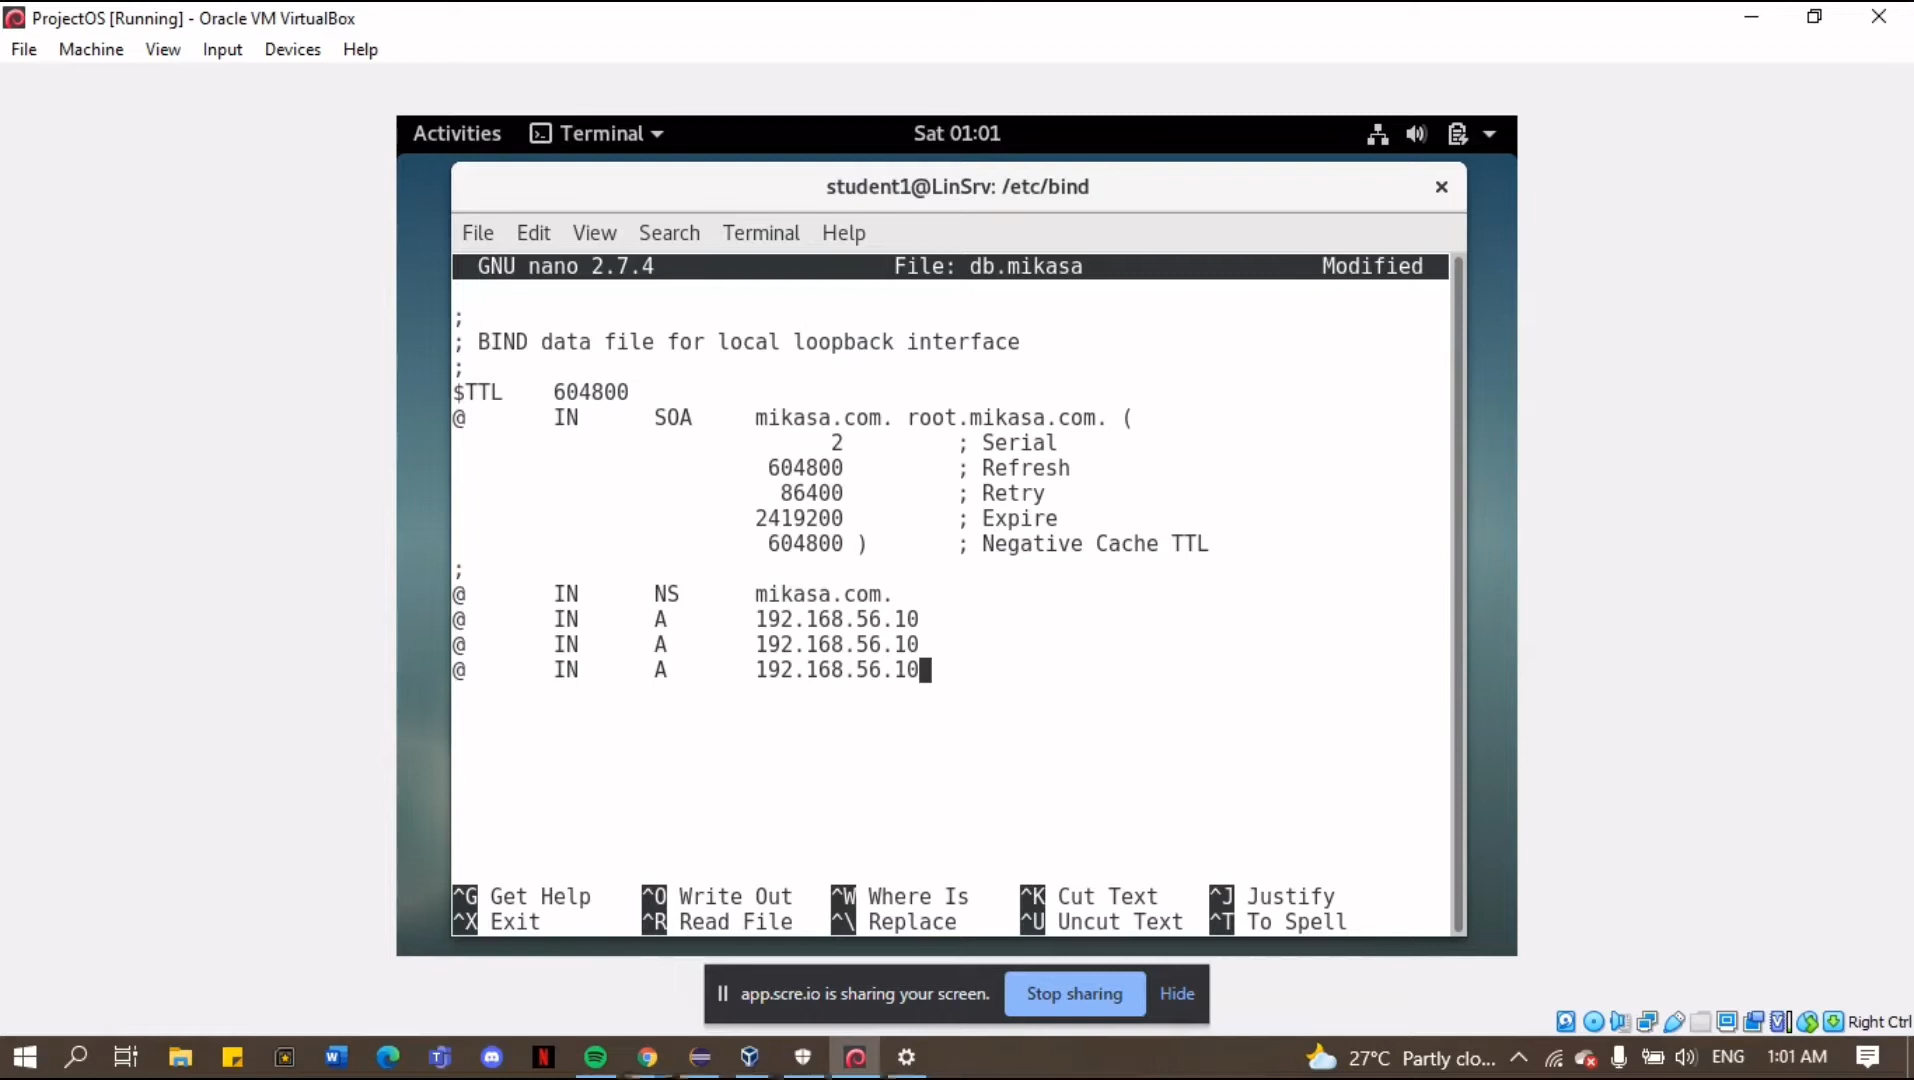 ProjectOS [Running] - Oracle VM VirtualBox
File Machine View Input Devices Help
Activities Terminal Sat 01:01
student1@LinSrv: /etc/bind
File Edit View Search Terminal Help
GNU nano 2.7.4 File: db.mikasa Modified
;
; BIND data file for local loopback interface
;
$TTL 604800
@ IN SOA mikasa.com. root.mikasa.com. (
2 ; Serial
604800 ; Refresh
86400 ; Retry
2419200 ; Expire
604800 ) ; Negative Cache TTL
;
@ IN NS mikasa.com.
@ IN A 192.168.56.10
@ IN A 192.168.56.10
@ IN A 192.168.56.10
^G Get Help ^O Write Out ^W Where Is ^K Cut Text ^J Justify
^X Exit ^R Read File ^\ Replace ^U Uncut Text ^T To Spell
app.scre.io is sharing your screen. Stop sharing Hide
Right Ctrl
27°C Partly clo... ENG 1:01 AM